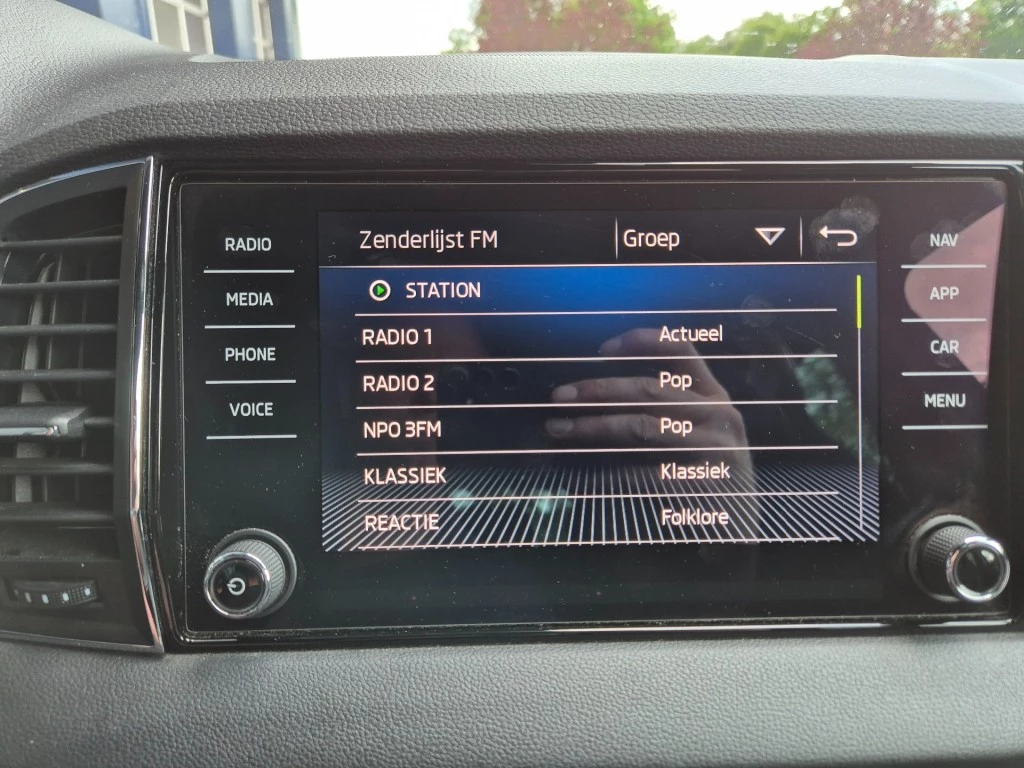 Zenderlijst FM Groep
STATION
RADIO 1 Actueel
RADIO 2 Pop
NPO 3FM Pop
KLASSIEK Klassiek
REACTIE Folklore
RADIO
MEDIA
PHONE
VOICE
NAV
APP
CAR
MENU